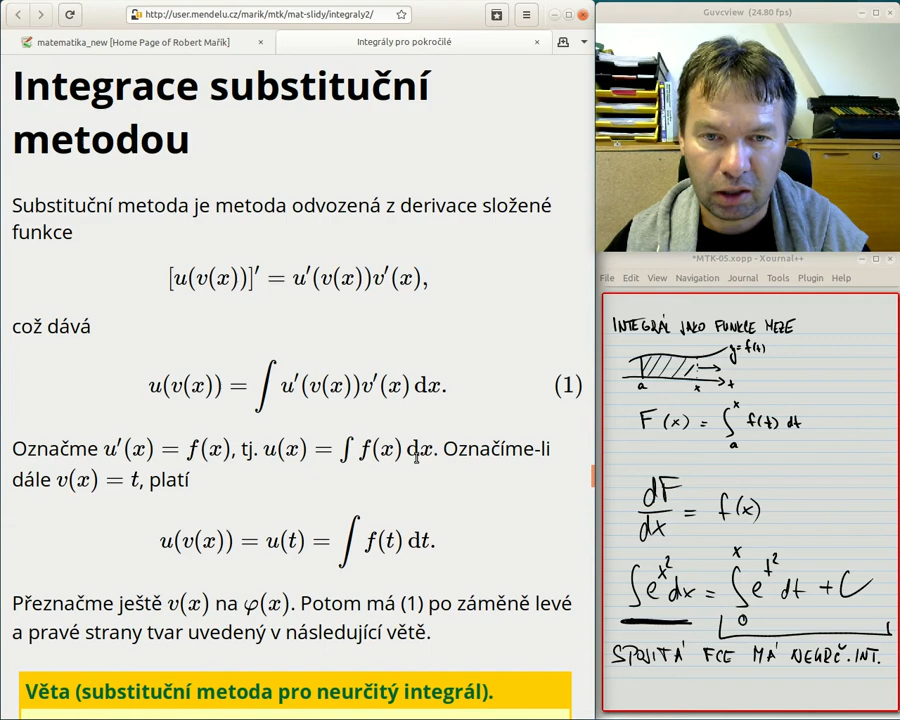 http://user.mendelu.cz/marik/mtk/mat-slidy/integraly2/
matematika_new [Home Page of Robert Mařík]
Integrály pro pokročilé
Integrace substituční
metodou
Substituční metoda je metoda odvozená z derivace složené
funkce
[u(v(x))]′ = u′(v(x))v′(x),
což dává
u(v(x)) = ∫ u′(v(x))v′(x) dx. (1)
Označme u′(x) = f(x), tj. u(x) = ∫ f(x) dx. Označíme-li
dále v(x) = t, platí
u(v(x)) = u(t) = ∫ f(t) dt.
Přeznačme ještě v(x) na φ(x). Potom má (1) po záměně levé
a pravé strany tvar uvedený v následující větě.
Věta (substituční metoda pro neurčitý integrál).
Guvcview (24.80 fps)
*MTK-05.xopp - Xournal++
File Edit View Navigation Journal Tools Plugin Help
INTEGRÁL JAKO FUNKCE MEZE
y=f(t)
a x t
F(x) = ∫ₐˣ f(t) dt
dF/dx = f(x)
∫ e^x² dx = ∫₀ˣ e^t² dt + C
SPOJITÁ FCE MÁ NEURČ. INT.